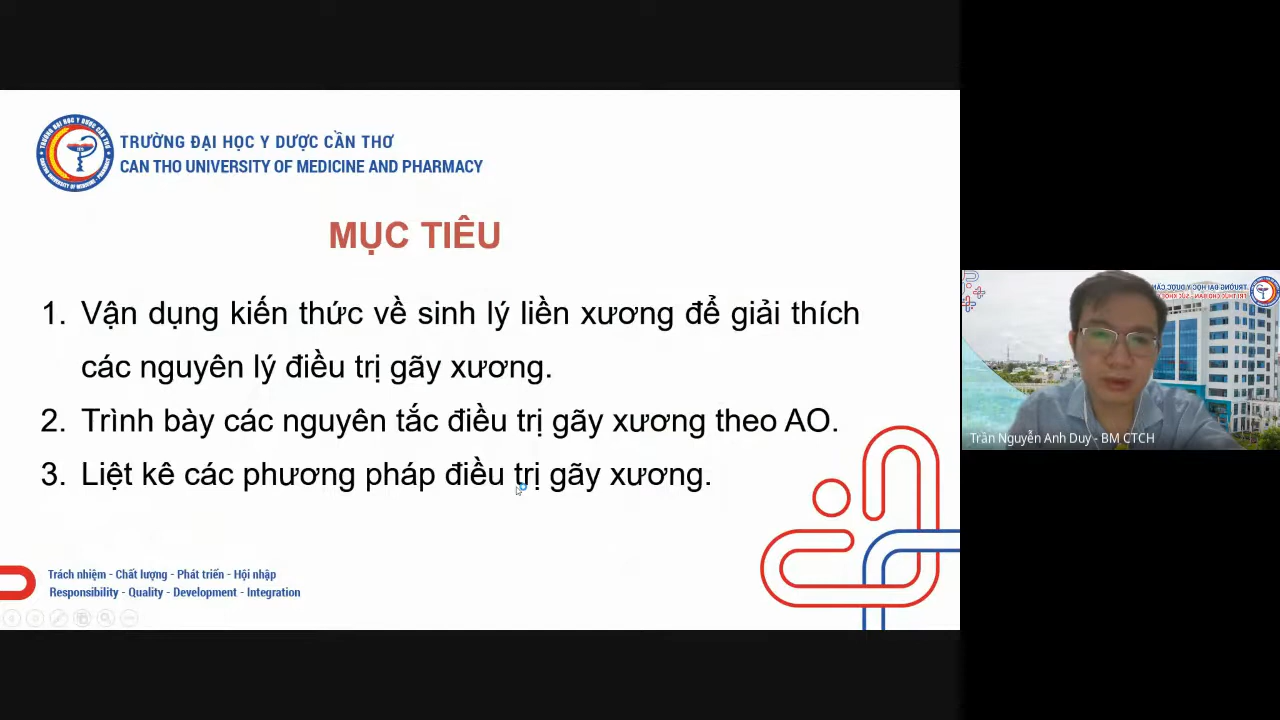 TRƯỜNG ĐẠI HỌC Y DƯỢC CẦN THƠ
CAN THO UNIVERSITY OF MEDICINE AND PHARMACY
MỤC TIÊU
1. Vận dụng kiến thức về sinh lý liền xương để giải thích
các nguyên lý điều trị gãy xương.
2. Trình bày các nguyên tắc điều trị gãy xương theo AO.
3. Liệt kê các phương pháp điều trị gãy xương.
Trách nhiệm - Chất lượng - Phát triển - Hội nhập
Responsibility - Quality - Development - Integration
Trần Nguyễn Anh Duy - BM CTCH